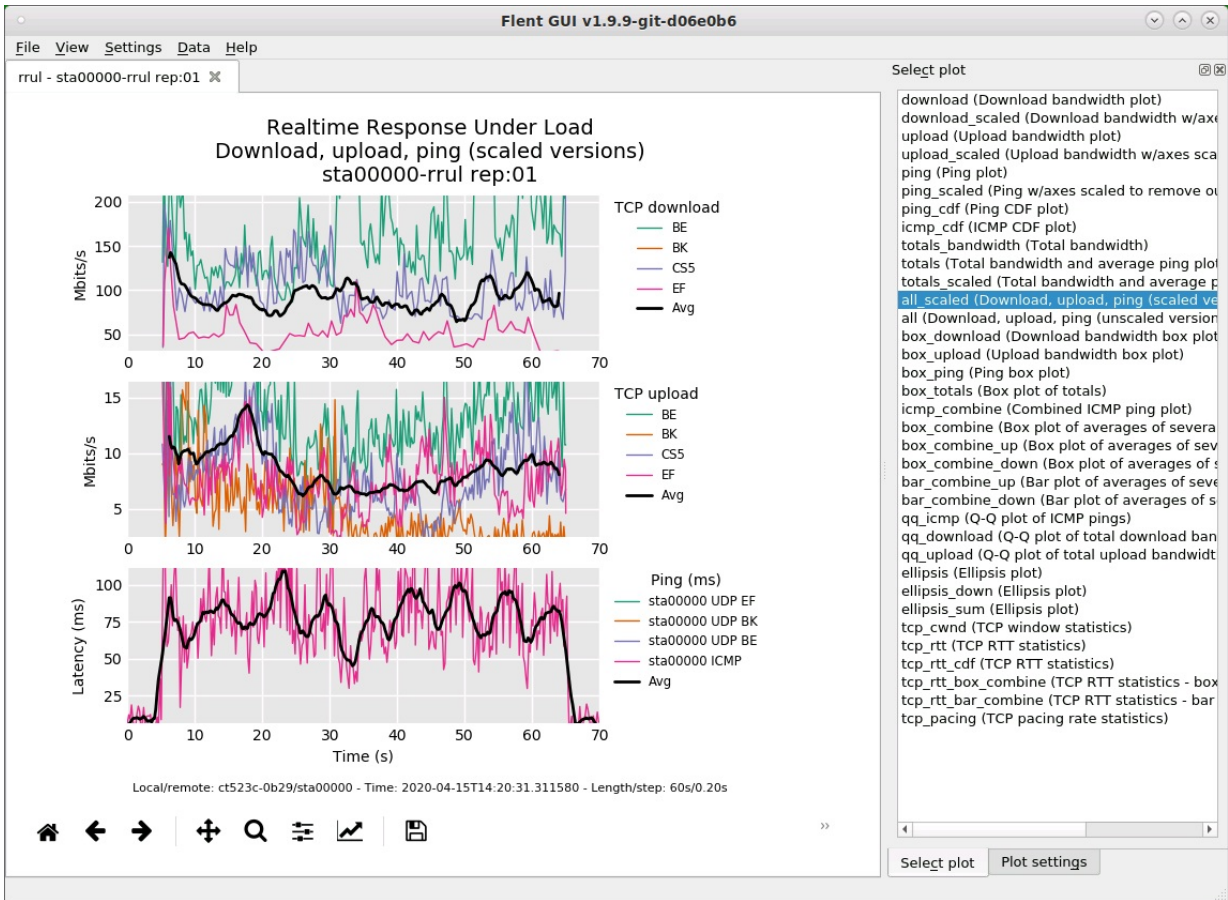 Flent GUI v1.9.9-git-d06e0b6
File View Settings Data Help
rrul - sta00000-rrul rep:01
Realtime Response Under Load
Download, upload, ping (scaled versions)
sta00000-rrul rep:01
200
150
100
50
Mbits/s
0 10 20 30 40 50 60 70
TCP download
BE
BK
CS5
EF
Avg
15
10
5
Mbits/s
0 10 20 30 40 50 60 70
TCP upload
BE
BK
CS5
EF
Avg
100
75
50
25
Latency (ms)
0 10 20 30 40 50 60 70
Time (s)
Ping (ms)
sta00000 UDP EF
sta00000 UDP BK
sta00000 UDP BE
sta00000 ICMP
Avg
Local/remote: ct523c-0b29/sta00000 - Time: 2020-04-15T14:20:31.311580 - Length/step: 60s/0.20s
»
Select plot
download (Download bandwidth plot)
download_scaled (Download bandwidth w/axe
upload (Upload bandwidth plot)
upload_scaled (Upload bandwidth w/axes sca
ping (Ping plot)
ping_scaled (Ping w/axes scaled to remove ou
ping_cdf (Ping CDF plot)
icmp_cdf (ICMP CDF plot)
totals_bandwidth (Total bandwidth)
totals (Total bandwidth and average ping plot
totals_scaled (Total bandwidth and average p
all_scaled (Download, upload, ping (scaled ve
all (Download, upload, ping (unscaled version
box_download (Download bandwidth box plot
box_upload (Upload bandwidth box plot)
box_ping (Ping box plot)
box_totals (Box plot of totals)
icmp_combine (Combined ICMP ping plot)
box_combine (Box plot of averages of severa
box_combine_up (Box plot of averages of sev
box_combine_down (Box plot of averages of s
bar_combine_up (Bar plot of averages of seve
bar_combine_down (Bar plot of averages of s
qq_icmp (Q-Q plot of ICMP pings)
qq_download (Q-Q plot of total download ban
qq_upload (Q-Q plot of total upload bandwidt
ellipsis (Ellipsis plot)
ellipsis_down (Ellipsis plot)
ellipsis_sum (Ellipsis plot)
tcp_cwnd (TCP window statistics)
tcp_rtt (TCP RTT statistics)
tcp_rtt_cdf (TCP RTT statistics)
tcp_rtt_box_combine (TCP RTT statistics - box
tcp_rtt_bar_combine (TCP RTT statistics - bar
tcp_pacing (TCP pacing rate statistics)
Select plot Plot settings